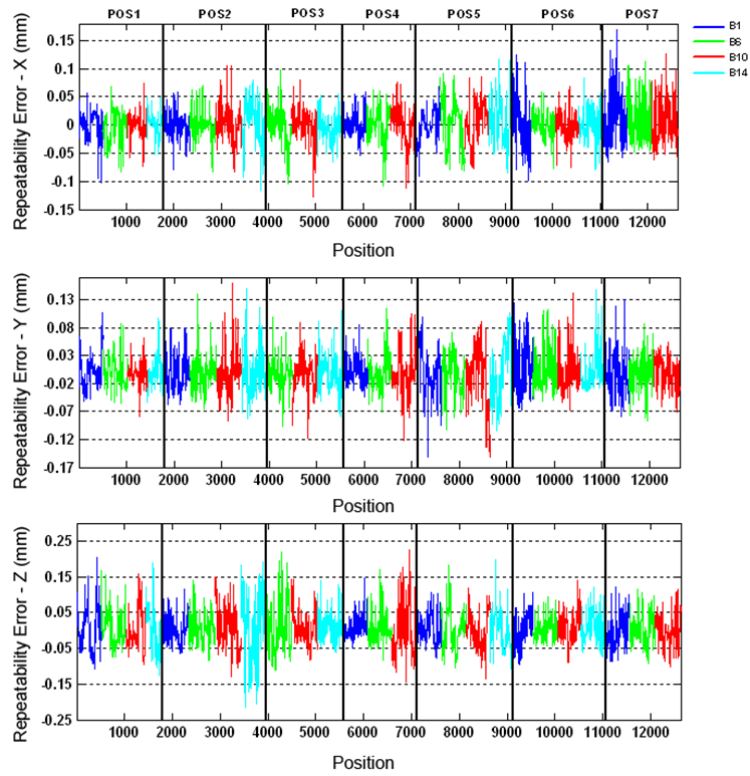 POS1 POS2 POS3 POS4 POS5 POS6 POS7
B1
B6
B10
B14
Repeatability Error - X (mm)
0.15
0.1
0.05
0
-0.05
-0.1
-0.15
1000 2000 3000 4000 5000 6000 7000 8000 9000 10000 11000 12000
Position
Repeatability Error - Y (mm)
0.13
0.08
0.03
-0.02
-0.07
-0.12
-0.17
1000 2000 3000 4000 5000 6000 7000 8000 9000 10000 11000 12000
Position
Repeatability Error - Z (mm)
0.25
0.15
0.05
-0.05
-0.15
-0.25
1000 2000 3000 4000 5000 6000 7000 8000 9000 10000 11000 12000
Position